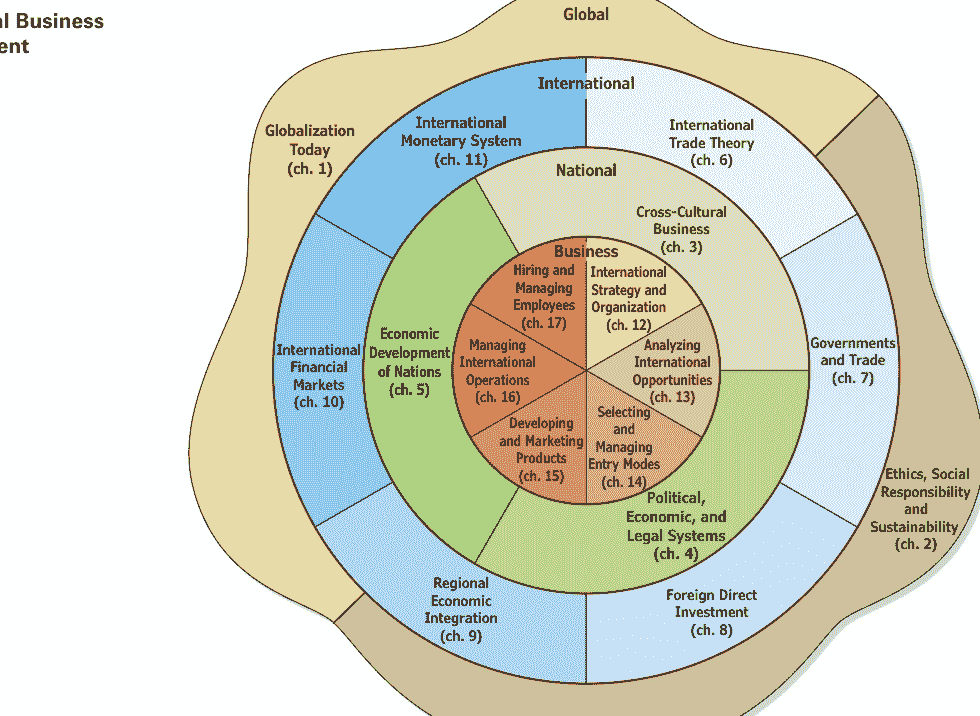 al Business
ent
Global
International
Globalization
Today
(ch. 1)
International
Monetary System
(ch. 11)
International
Trade Theory
(ch. 6)
National
Cross-Cultural
Business
(ch. 3)
Business
Hiring and
Managing
Employees
(ch. 17)
International
Strategy and
Organization
(ch. 12)
Economic
Development
of Nations
(ch. 5)
International
Financial
Markets
(ch. 10)
Managing
International
Operations
(ch. 16)
Analyzing
International
Opportunities
(ch. 13)
Governments
and Trade
(ch. 7)
Developing
and Marketing
Products
(ch. 15)
Selecting
and
Managing
Entry Modes
(ch. 14)
Political,
Economic, and
Legal Systems
(ch. 4)
Ethics, Social
Responsibility
and
Sustainability
(ch. 2)
Regional
Economic
Integration
(ch. 9)
Foreign Direct
Investment
(ch. 8)